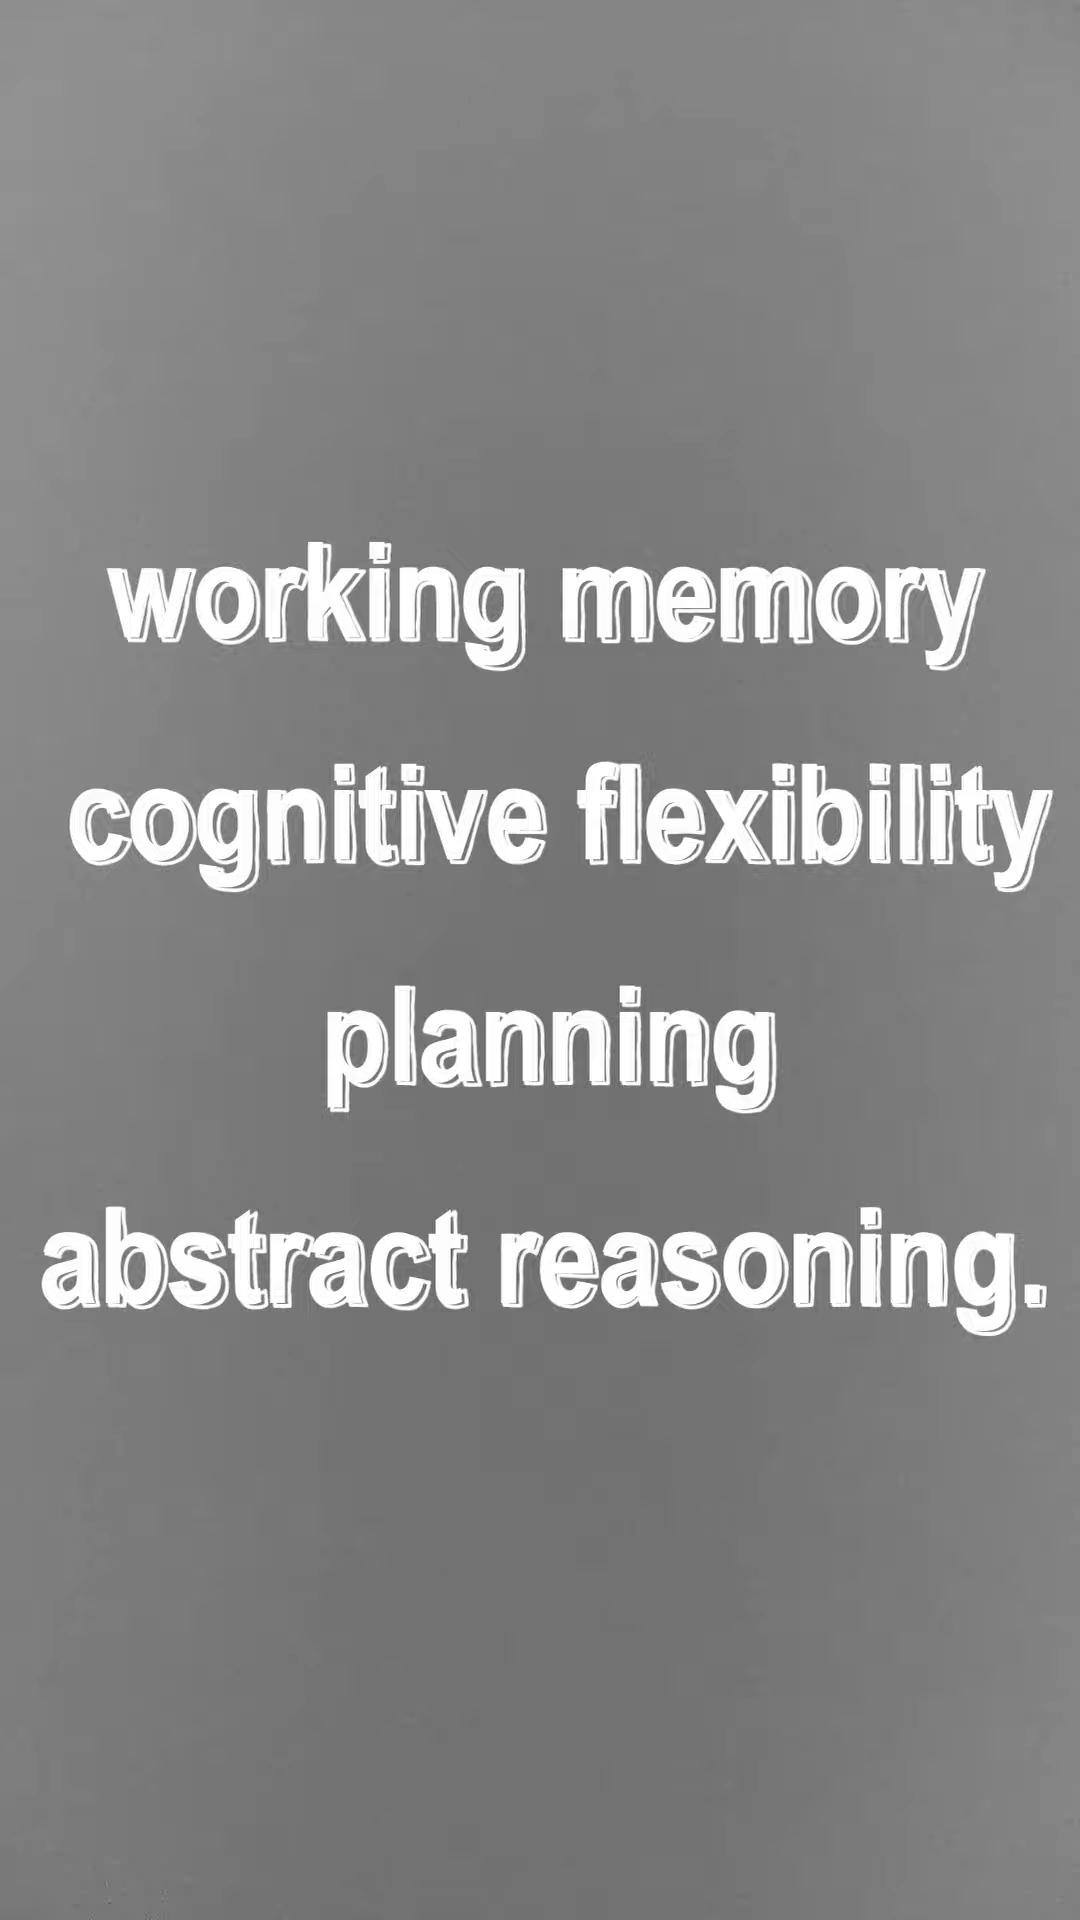 working memory
cognitive flexibility
planning
abstract reasoning.